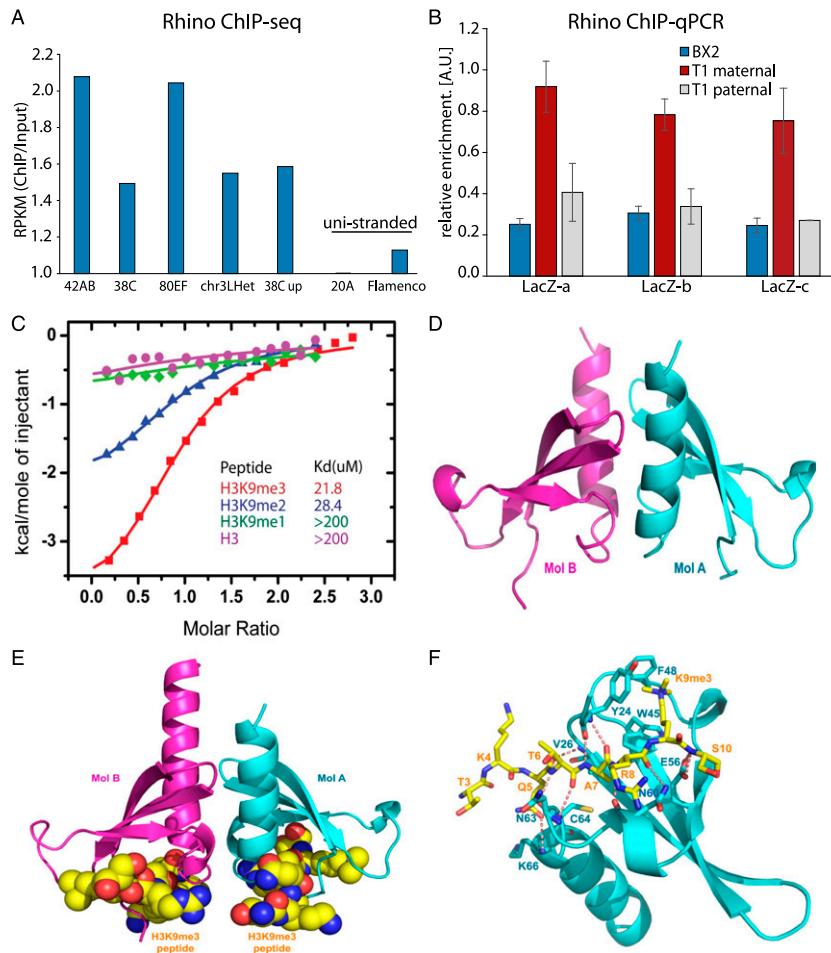 A
Rhino ChIP-seq
RPKM (ChIP/Input)
2.2
2.0
1.8
1.6
1.4
1.2
1.0
uni-stranded
42AB
38C
80EF
chr3LHet
38C up
20A
Flamenco
B
Rhino ChIP-qPCR
relative enrichment. [A.U.]
1.2
1.0
0.8
0.6
0.4
0.2
0.0
BX2
T1 maternal
T1 paternal
LacZ-a
LacZ-b
LacZ-c
C
kcal/mole of injectant
0
-1
-2
-3
Peptide Kd(uM)
H3K9me3 21.8
H3K9me2 28.4
H3K9me1 >200
H3 >200
0.0 0.5 1.0 1.5 2.0 2.5 3.0
Molar Ratio
D
Mol B
Mol A
E
Mol B
Mol A
H3K9me3
peptide
H3K9me3
peptide
F
F48
K9me3
Y24
W45
S10
K4
T6
V26
E56
T3
Q5
A7
R8
N60
N63
C64
K66